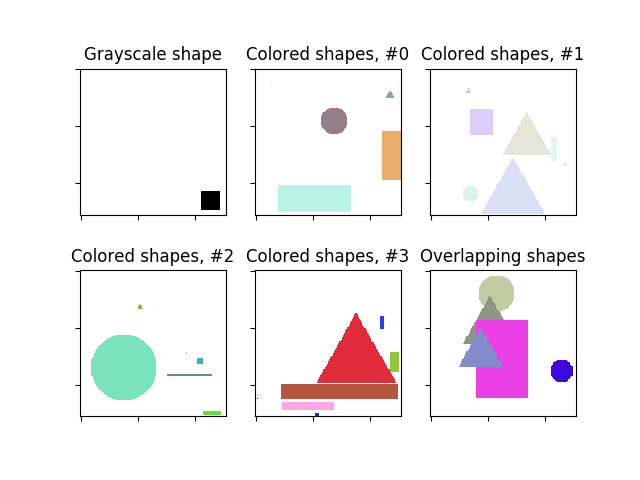 Grayscale shape
Colored shapes, #0
Colored shapes, #1
Colored shapes, #2
Colored shapes, #3
Overlapping shapes